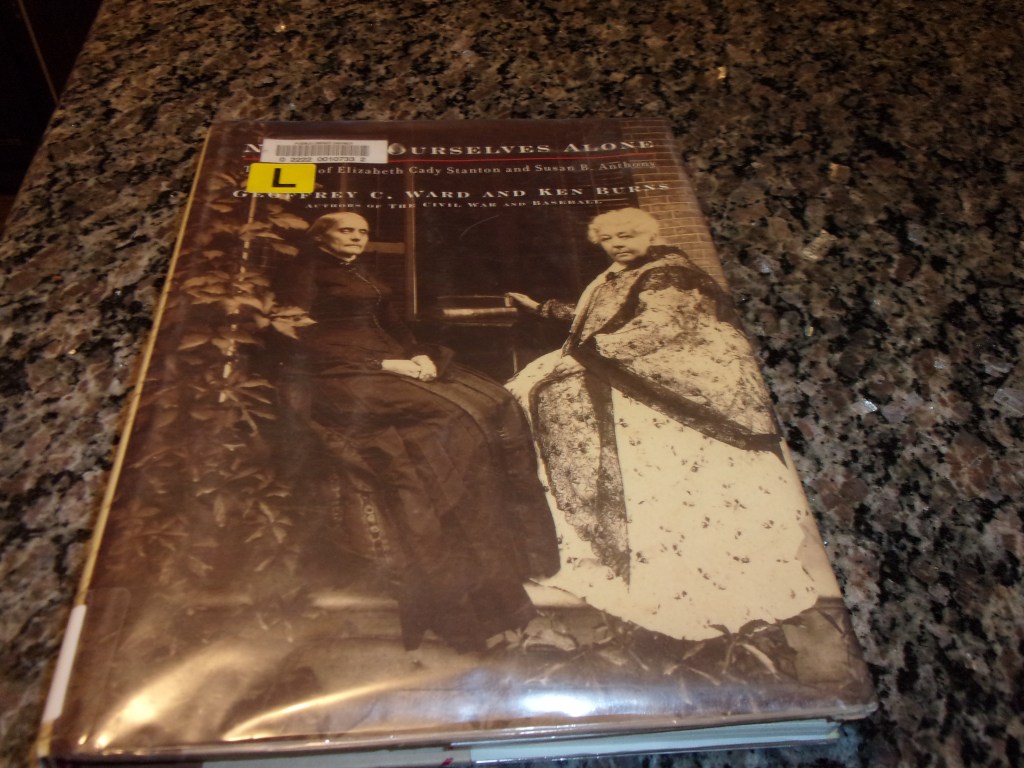 OURSELVES ALONE
0 2222 0010733 2
of Elizabeth Cady Stanton and Susan B. Anthony
L
GEOFFREY C. WARD AND KEN BURNS
AUTHORS OF THE CIVIL WAR AND BASEBALL